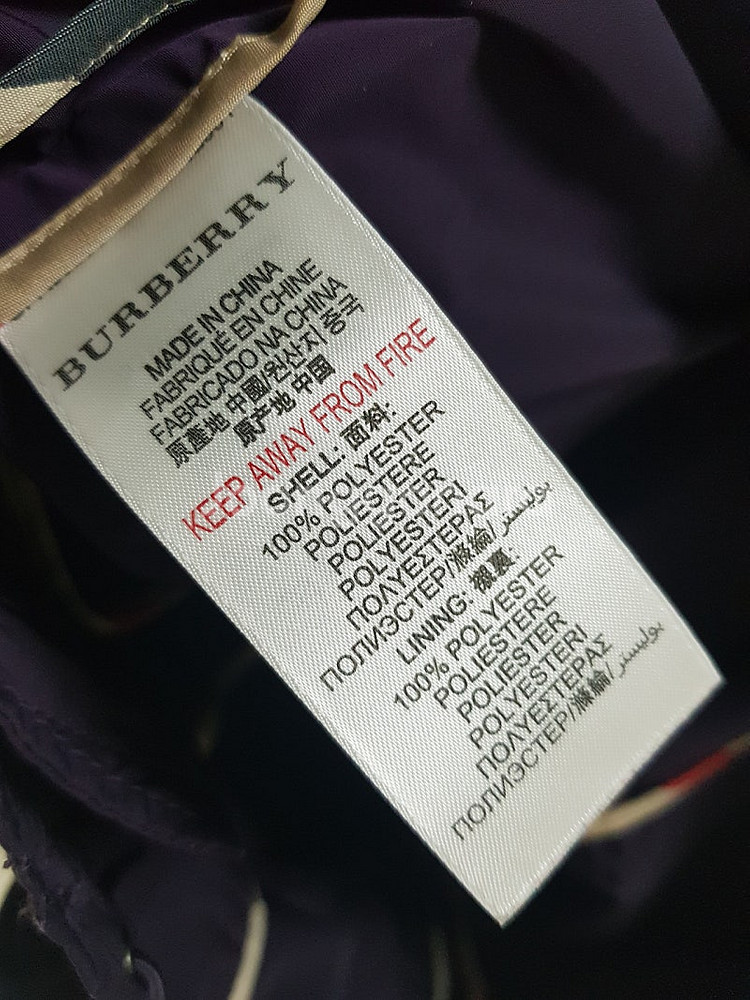 BURBERRY
MADE IN CHINA
FABRIQUÉ EN CHINE
FABRICADO NA CHINA
原產地 中國/원산지 중국
原产地 中国
KEEP AWAY FROM FIRE
SHELL: 面料:
100% POLYESTER
POLIESTERE
POLIESTER
POLYESTERI
ΠΟΛΥΕΣΤΕΡΑΣ
ПОЛИЭСТЕР/滌綸/بوليستر
LINING: 襯裏:
100% POLYESTER
POLIESTERE
POLIESTER
POLYESTERI
ΠΟΛΥΕΣΤΕΡΑΣ
ПОЛИЭСТЕР/滌綸/بوليستر